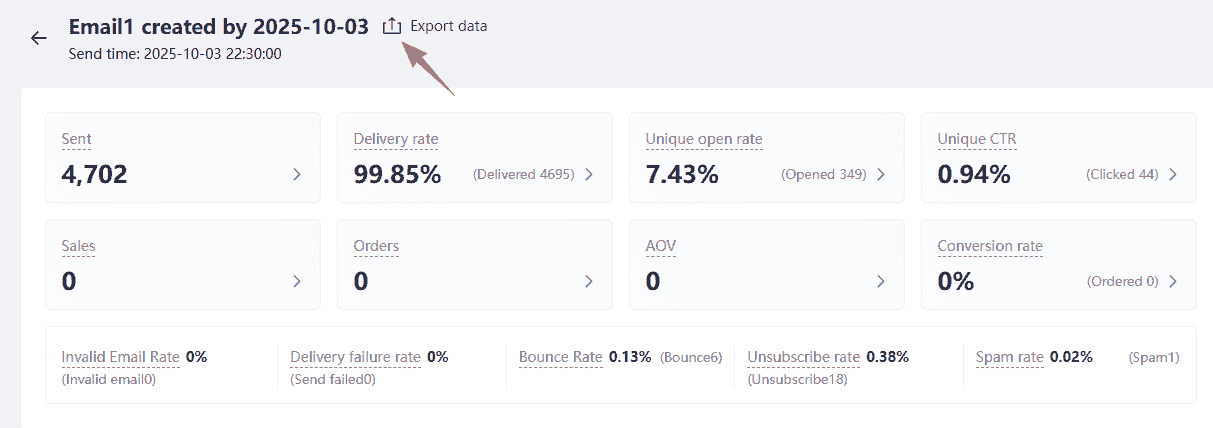 Email1 created by 2025-10-03 Export data
Send time: 2025-10-03 22:30:00
Sent
4,702
Delivery rate
99.85% (Delivered 4695)
Unique open rate
7.43% (Opened 349)
Unique CTR
0.94% (Clicked 44)
Sales
0
Orders
0
AOV
0
Conversion rate
0% (Ordered 0)
Invalid Email Rate 0%
(Invalid email0)
Delivery failure rate 0%
(Send failed0)
Bounce Rate 0.13% (Bounce6)
Unsubscribe rate 0.38%
(Unsubscribe18)
Spam rate 0.02% (Spam1)